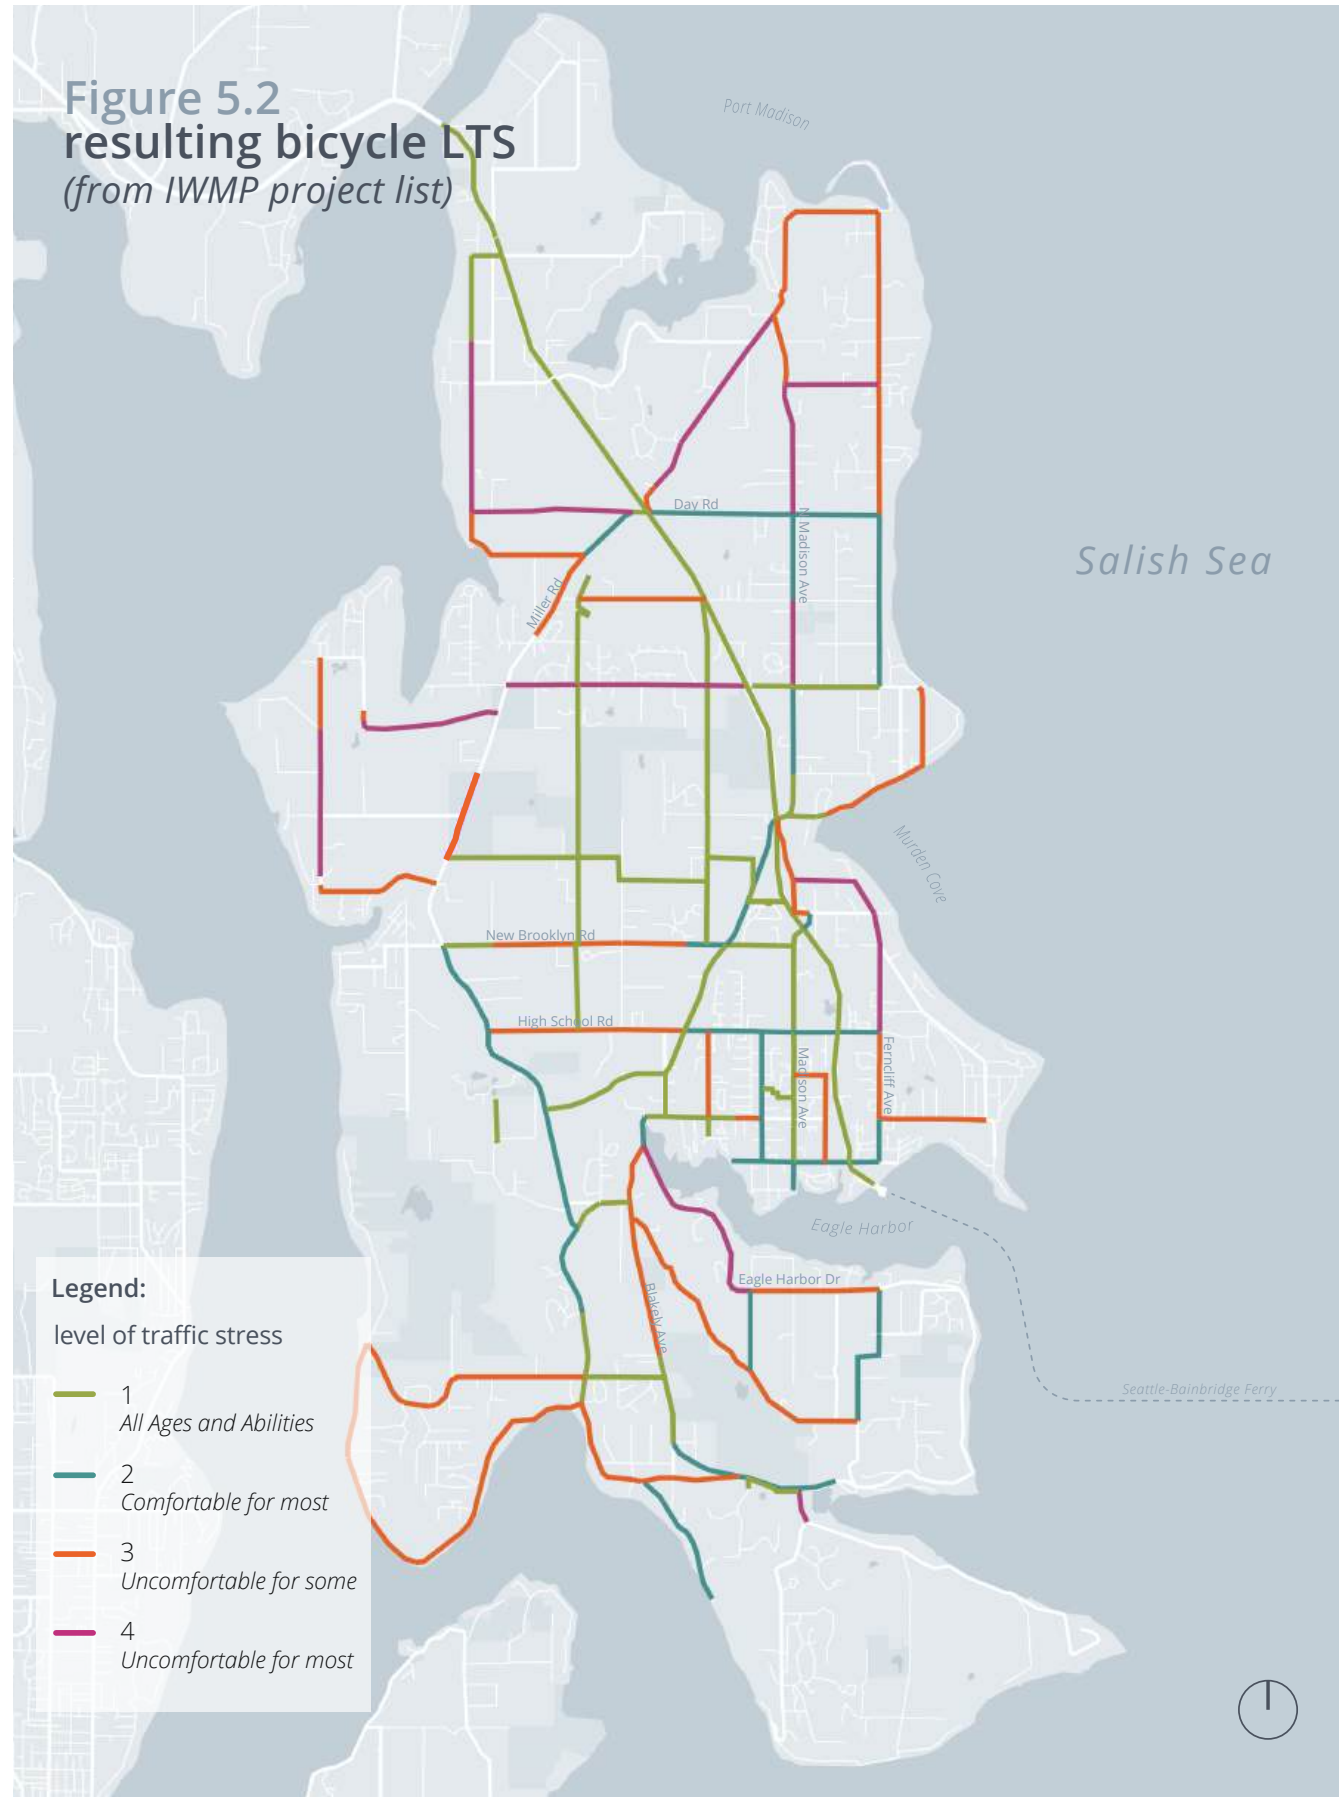 Figure 5.2
resulting bicycle LTS
(from IWMP project list)
Port Madison
Day Rd
N Madison Ave
Salish Sea
Miller Rd
Murden Cove
New Brooklyn Rd
High School Rd
Madison Ave
Ferncliff Ave
Eagle Harbor
Eagle Harbor Dr
Blakely Ave
Seattle-Bainbridge Ferry
Legend:
level of traffic stress
1
All Ages and Abilities
2
Comfortable for most
3
Uncomfortable for some
4
Uncomfortable for most